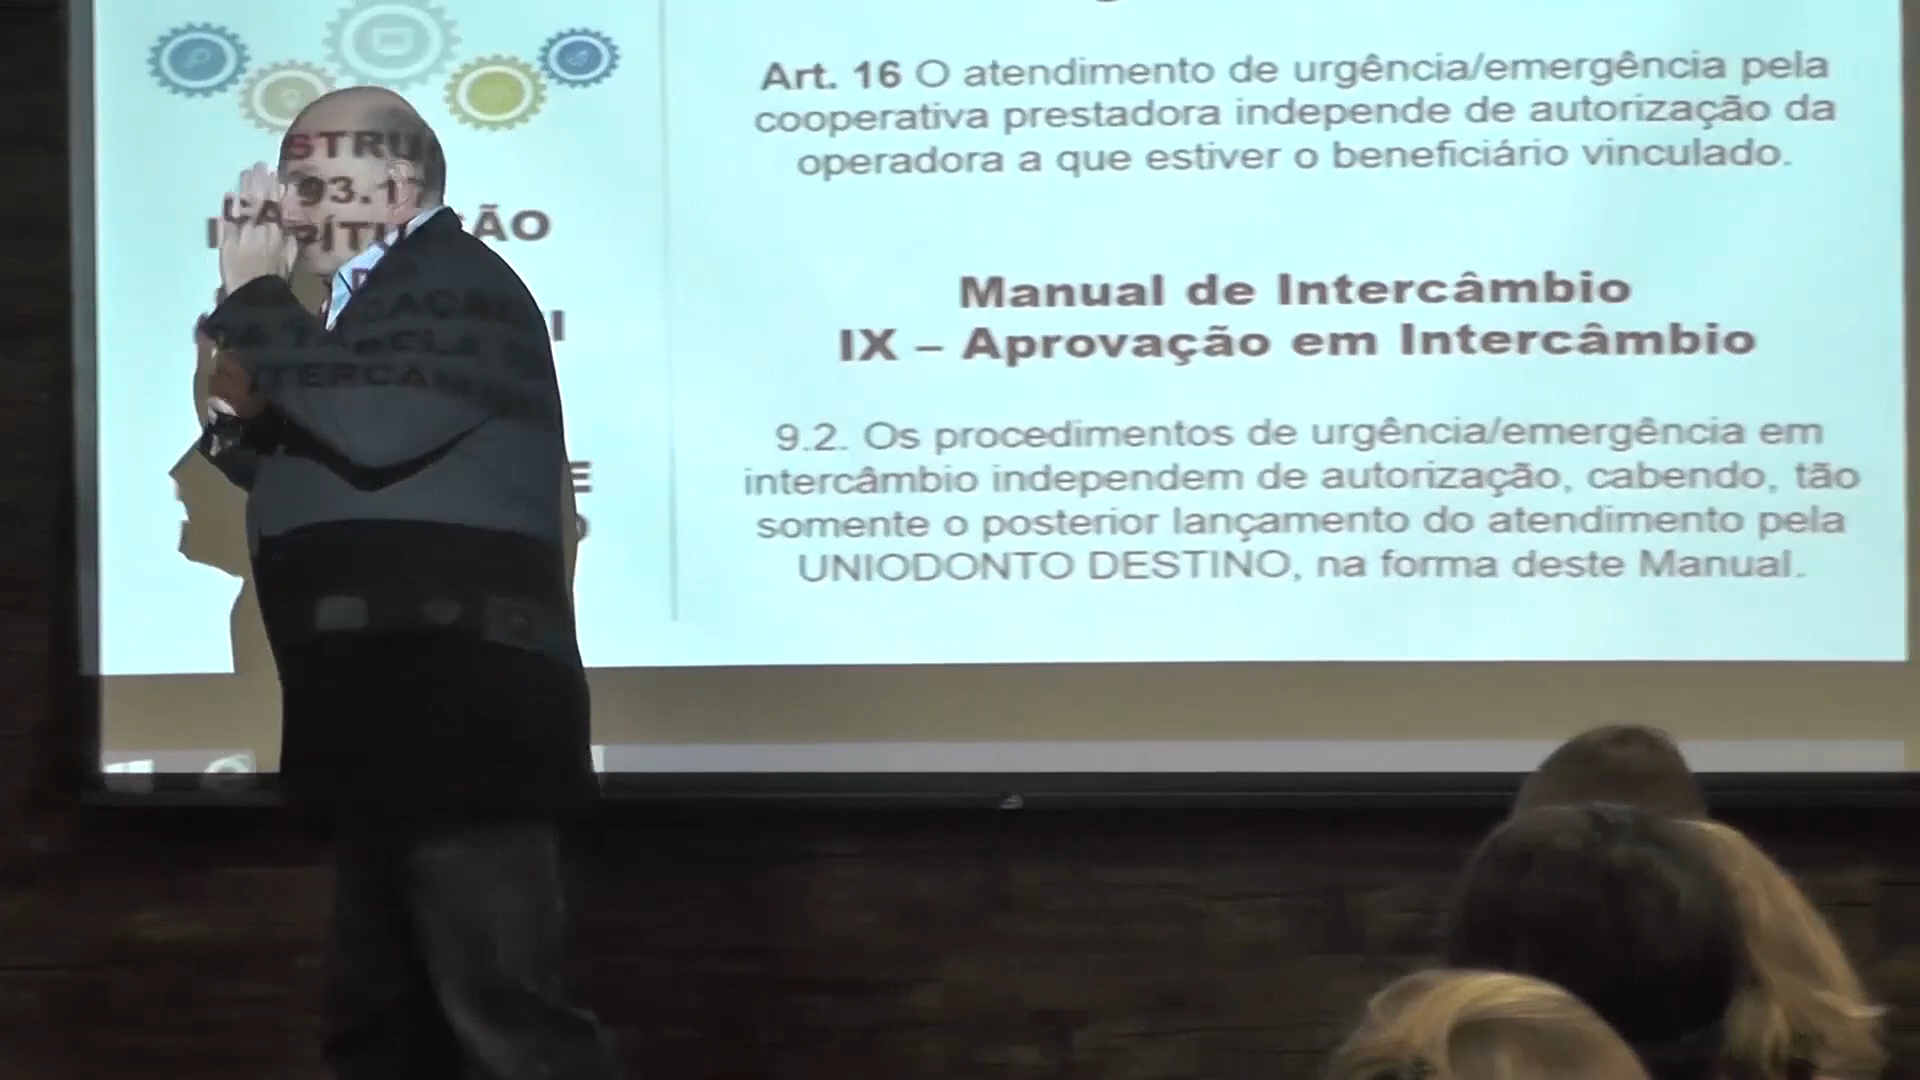 Art. 16 O atendimento de urgência/emergência pela
cooperativa prestadora independe de autorização da
operadora a que estiver o beneficiário vinculado.
Manual de Intercâmbio
IX – Aprovação em Intercâmbio
9.2. Os procedimentos de urgência/emergência em
intercâmbio independem de autorização, cabendo, tão
somente o posterior lançamento do atendimento pela
UNIODONTO DESTINO, na forma deste Manual.